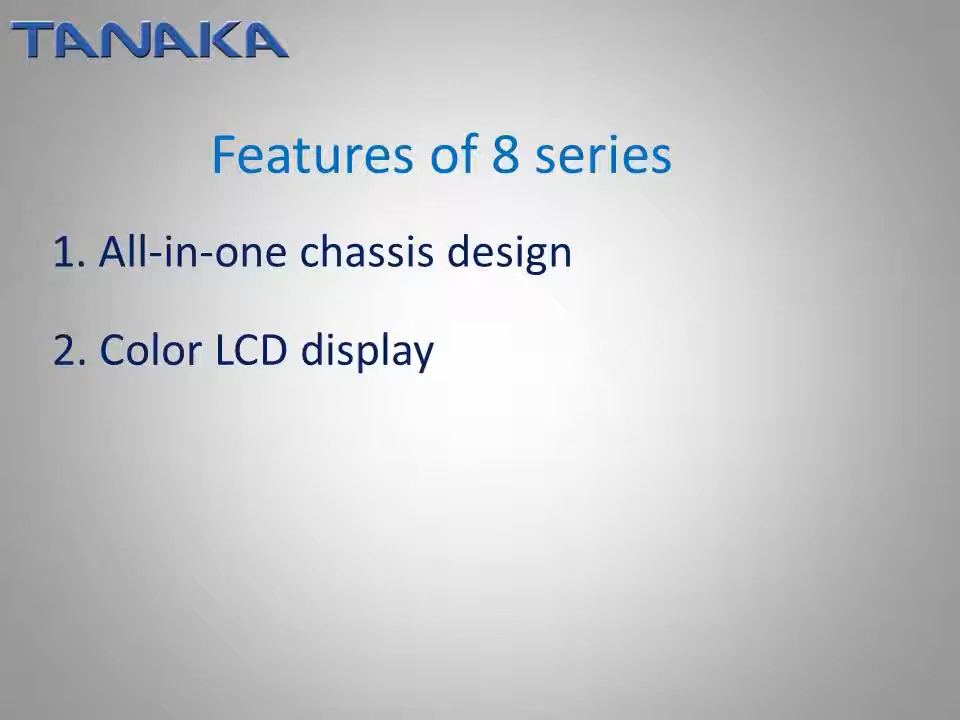 TANAKA
Features of 8 series
1. All-in-one chassis design
2. Color LCD display